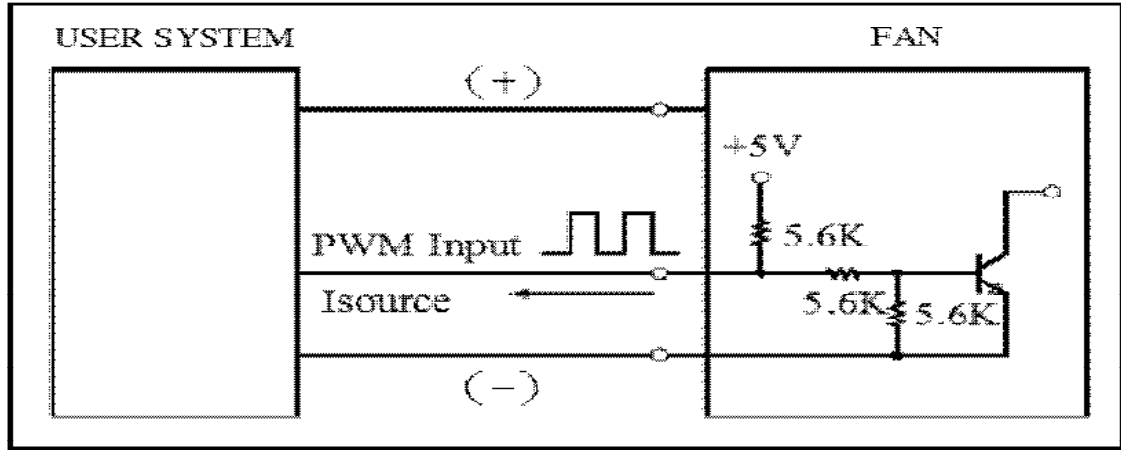 USER SYSTEM
FAN
(+)
+5V
5.6K
PWM Input
Isource
5.6K
5.6K
(-)